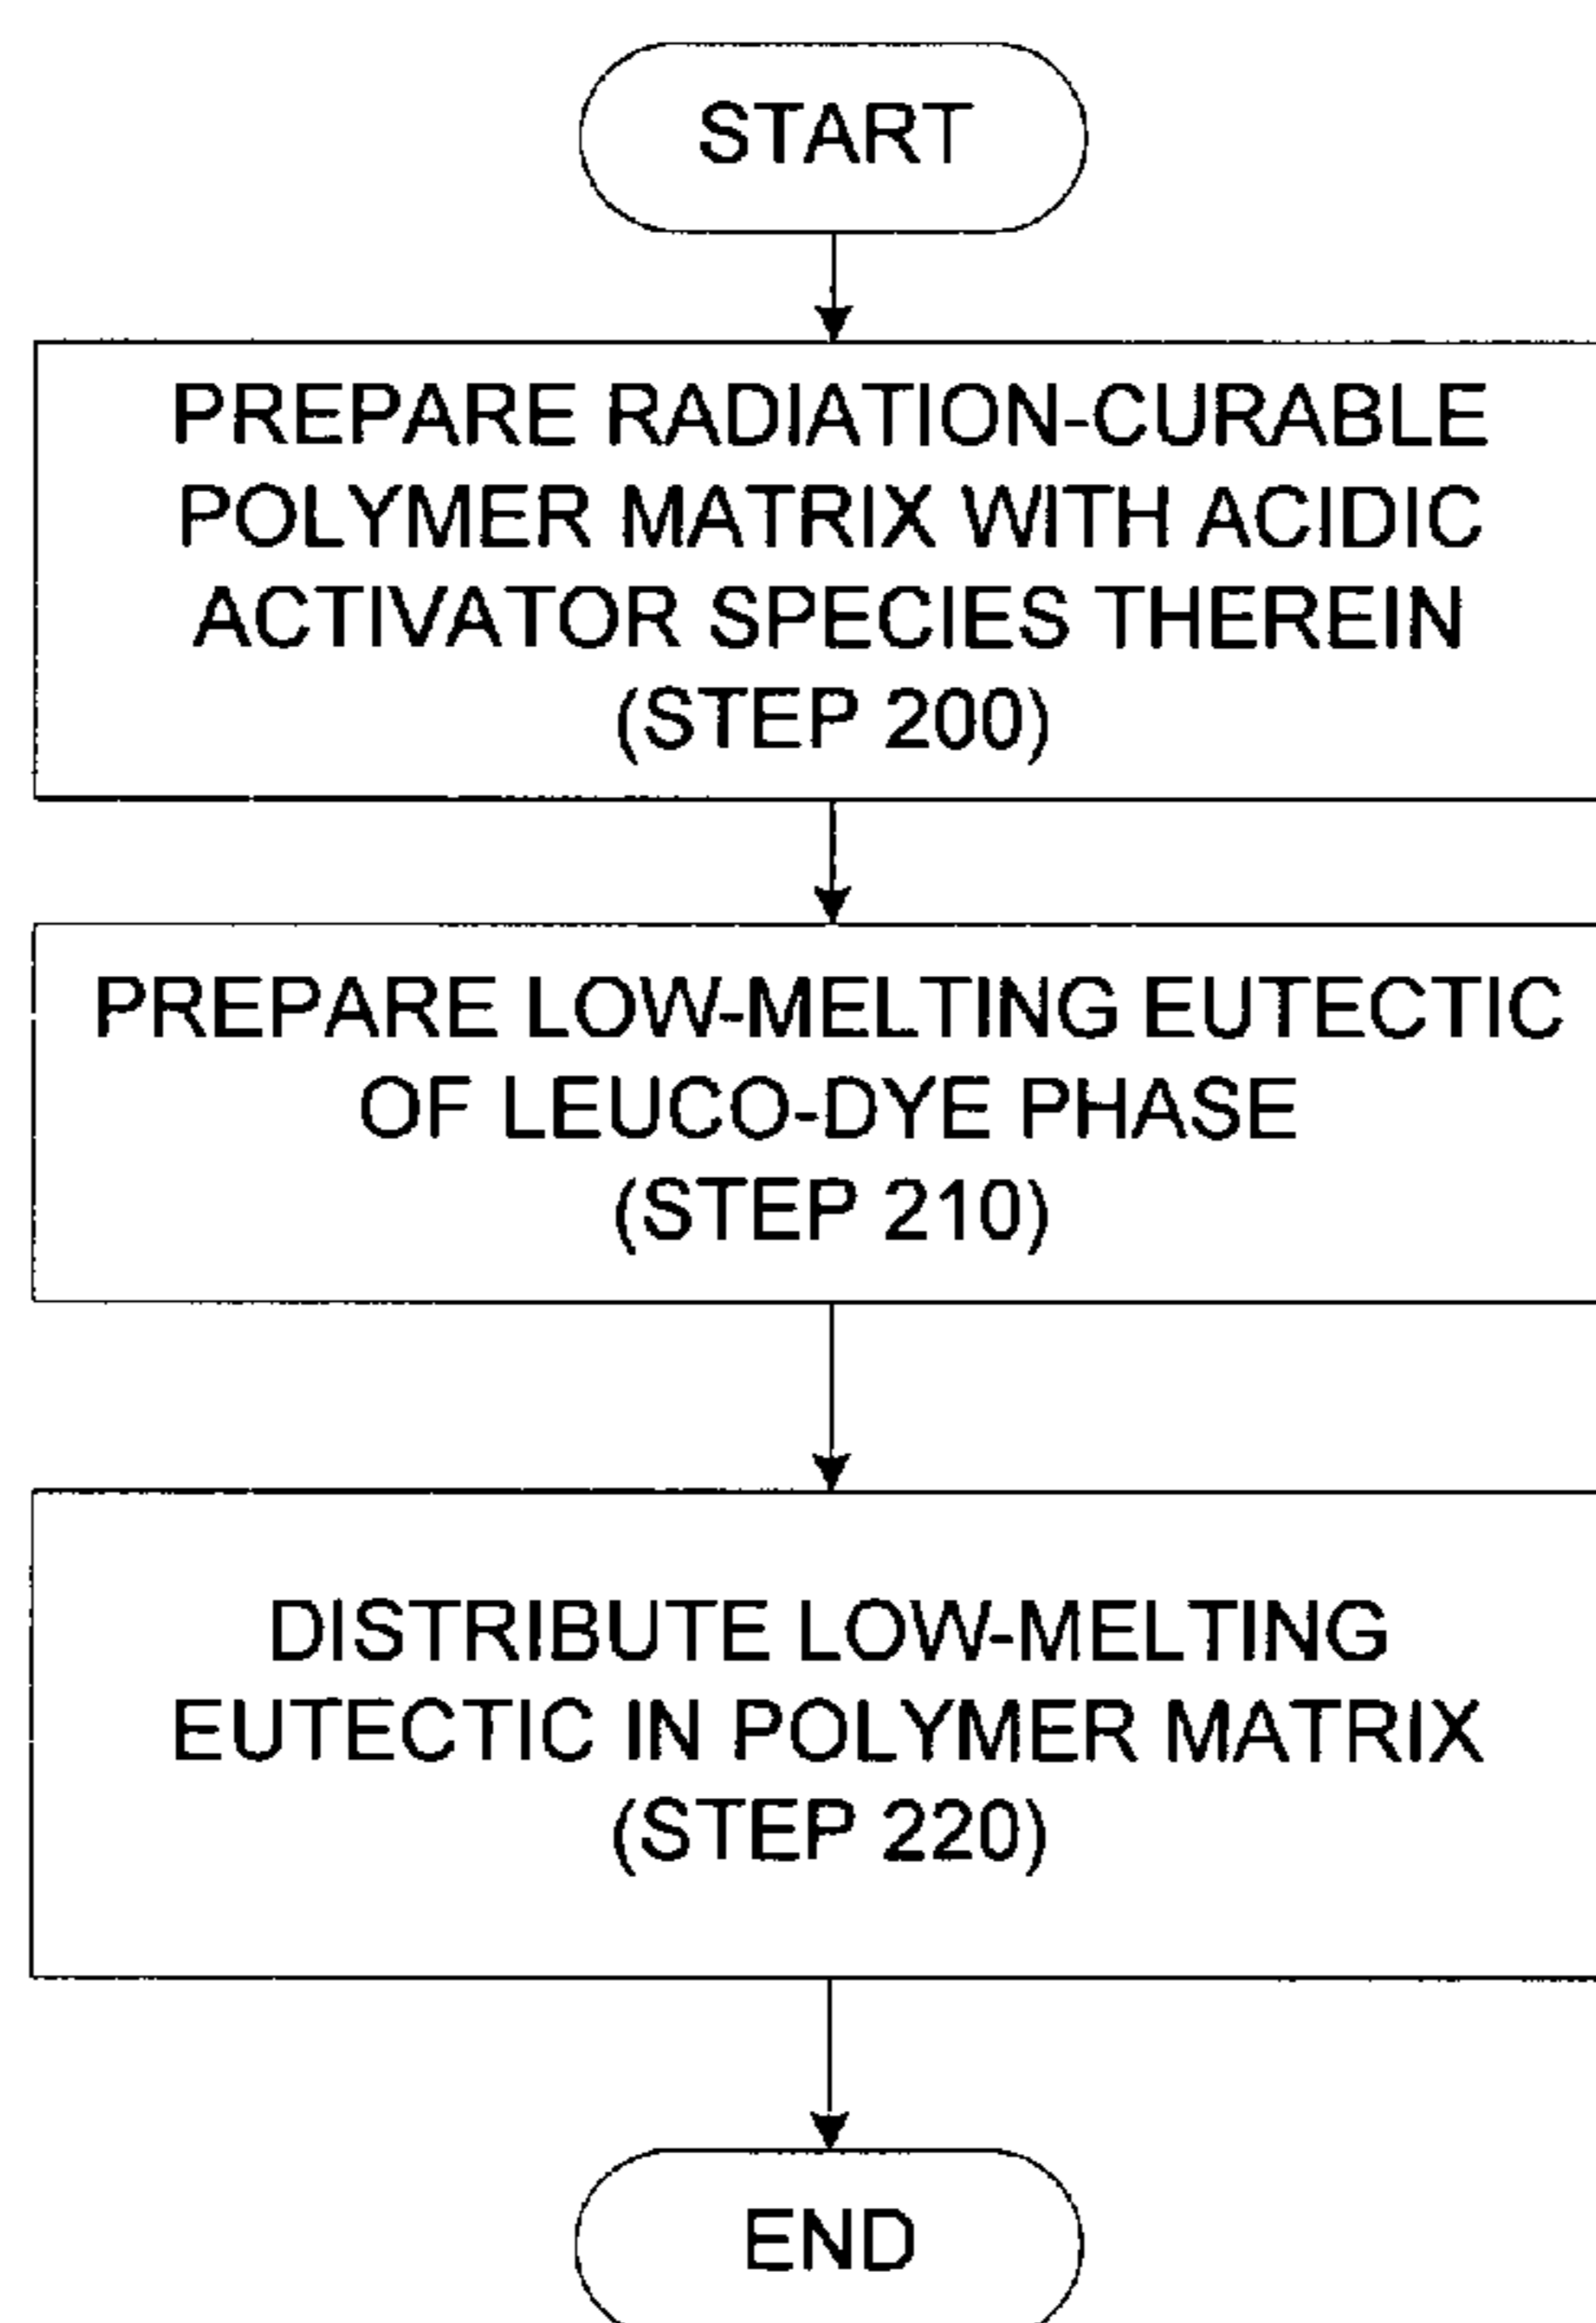 START
PREPARE RADIATION-CURABLE
POLYMER MATRIX WITH ACIDIC
ACTIVATOR SPECIES THEREIN
(STEP 200)
PREPARE LOW-MELTING EUTECTIC
OF LEUCO-DYE PHASE
(STEP 210)
DISTRIBUTE LOW-MELTING
EUTECTIC IN POLYMER MATRIX
(STEP 220)
END